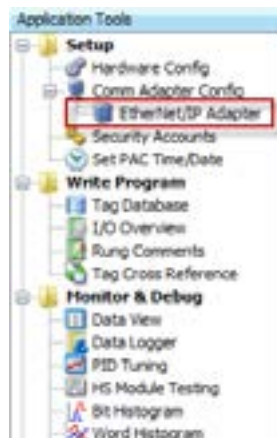 Application Tools
Setup
Hardware Config
Comm Adapter Config
EtherNet/IP Adapter
Security Accounts
Set PAC Time/Date
Write Program
Tag Database
I/O Overview
Rung Comments
Tag Cross Reference
Monitor & Debug
Data View
Data Logger
PID Tuning
HS Module Testing
Bit Histogram
Word Histogram